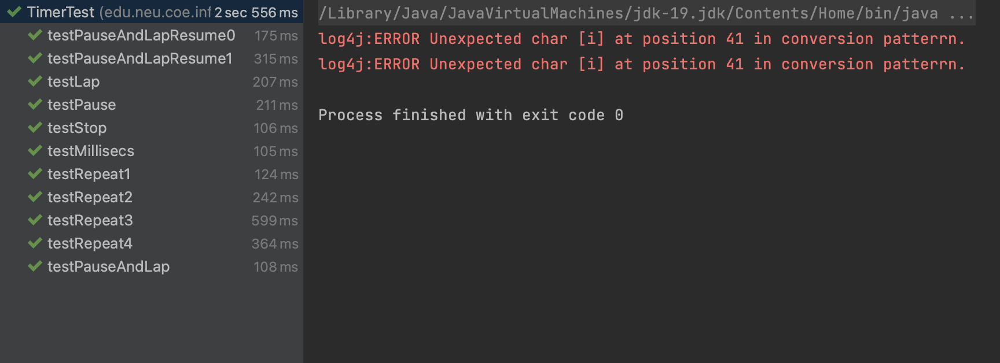 TimerTest (edu.neu.coe.inf 2 sec 556 ms
testPauseAndLapResume0 175 ms
testPauseAndLapResume1 315 ms
testLap 207 ms
testPause 211 ms
testStop 106 ms
testMillisecs 105 ms
testRepeat1 124 ms
testRepeat2 242 ms
testRepeat3 599 ms
testRepeat4 364 ms
testPauseAndLap 108 ms
/Library/Java/JavaVirtualMachines/jdk-19.jdk/Contents/Home/bin/java ...
log4j:ERROR Unexpected char [i] at position 41 in conversion patterrn.
log4j:ERROR Unexpected char [i] at position 41 in conversion patterrn.
Process finished with exit code 0